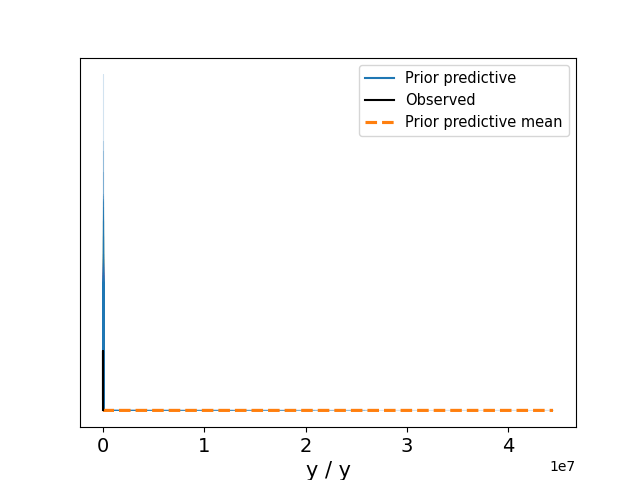 Prior predictive
Observed
Prior predictive mean
0 1 2 3 4
1e7
y / y